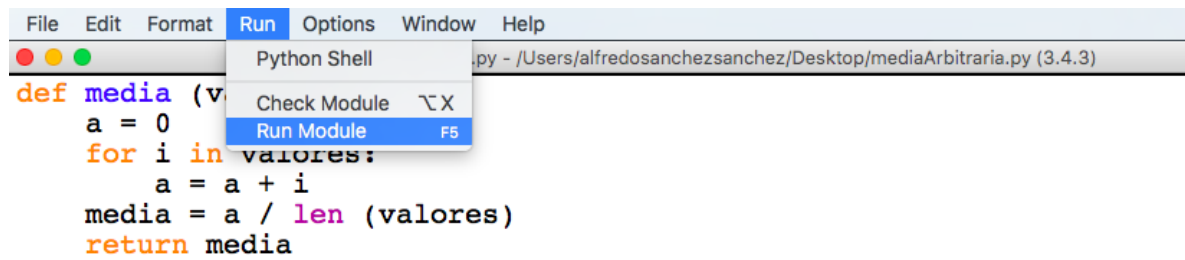 File Edit Format Run Options Window Help
.py - /Users/alfredosanchezsanchez/Desktop/mediaArbitraria.py (3.4.3)
Python Shell
Check Module ⌥X
Run Module F5
def media (v
a = 0
for i in valores:
a = a + i
media = a / len (valores)
return media